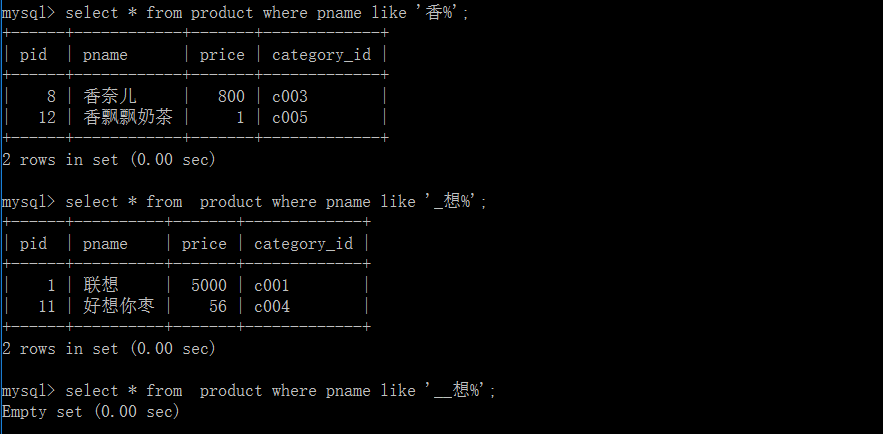 mysql> select * from product where pname like '香%';
+------+------------+-------+-------------+
| pid  | pname      | price | category_id |
+------+------------+-------+-------------+
|    8 | 香奈儿     |   800 | c003        |
|   12 | 香飘飘奶茶 |     1 | c005        |
+------+------------+-------+-------------+
2 rows in set (0.00 sec)
mysql> select * from  product where pname like '_想%';
+------+----------+-------+-------------+
| pid  | pname    | price | category_id |
+------+----------+-------+-------------+
|    1 | 联想     |  5000 | c001        |
|   11 | 好想你枣 |    56 | c004        |
+------+----------+-------+-------------+
2 rows in set (0.00 sec)
mysql> select * from  product where pname like '__想%';
Empty set (0.00 sec)